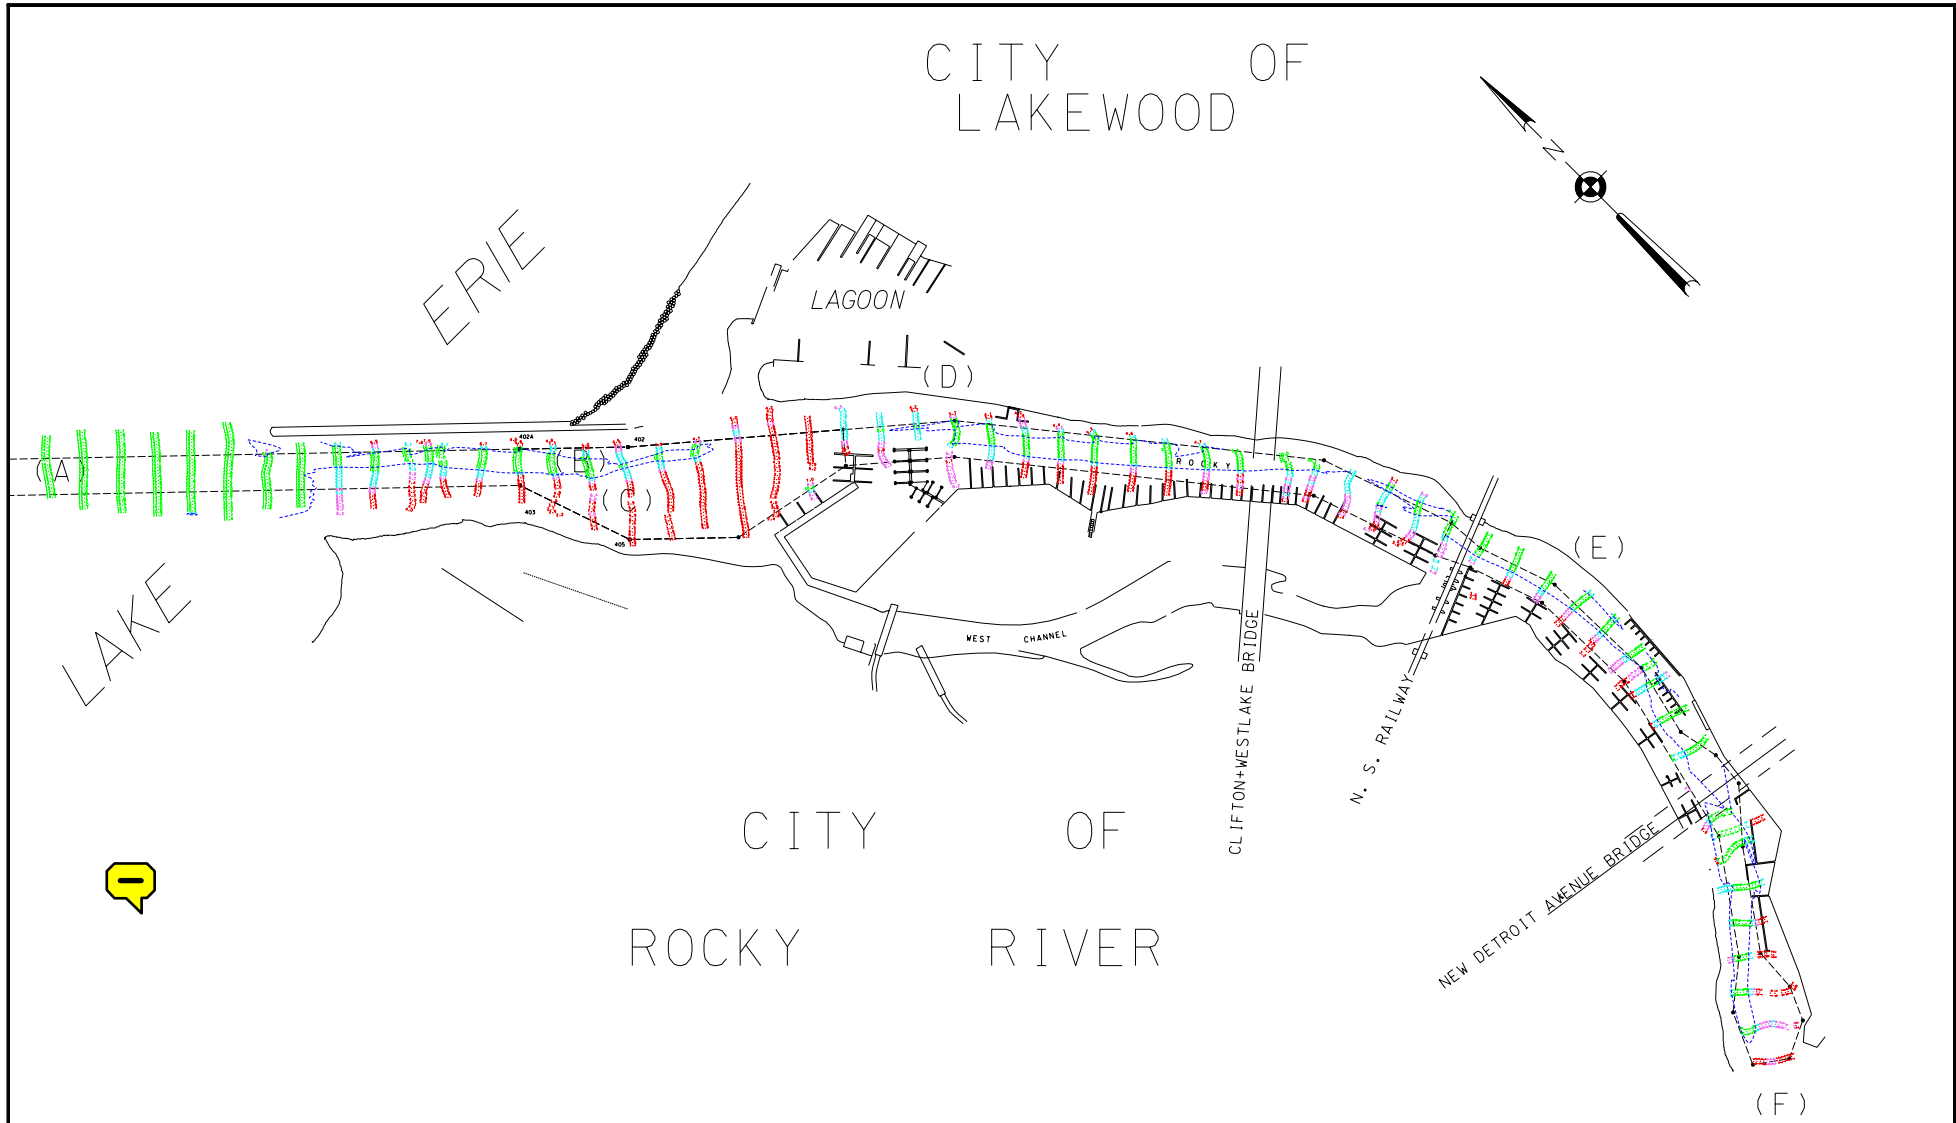 CITY OF
LAKEWOOD
N
ERIE
LAGOON
(D)
402A
402
(A)
(B)
ROCKY
(C)
403
405
(E)
LAKE
WEST CHANNEL
CLIFTON+WESTLAKE BRIDGE
N. S. RAILWAY
CITY OF
NEW DETROIT AVENUE BRIDGE
ROCKY RIVER
(F)